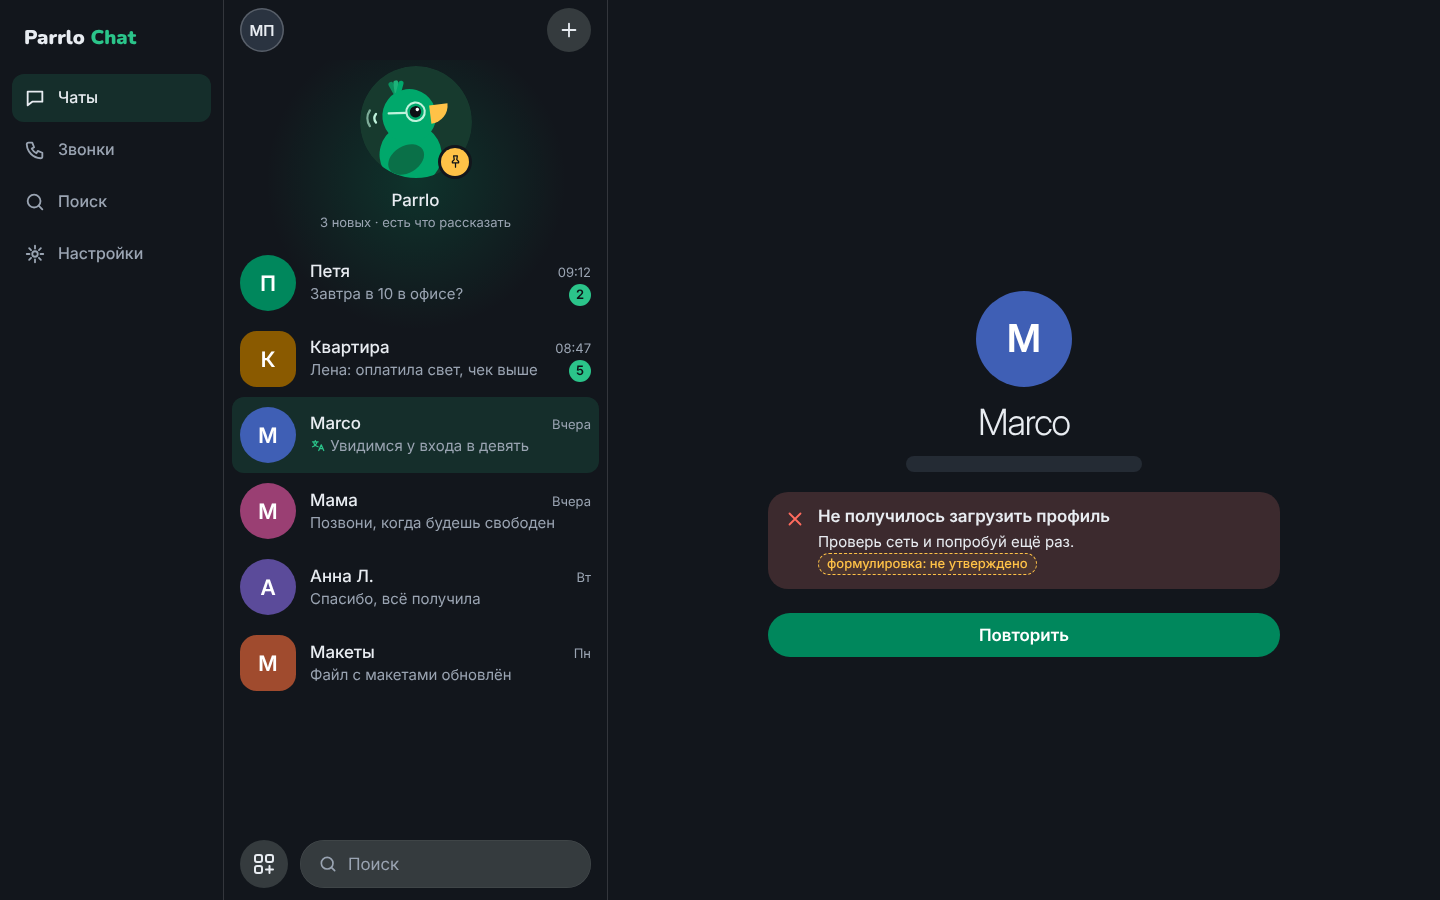 Parrlo Chat
Чаты
Звонки
Поиск
Настройки
МП
Parrlo
3 новых · есть что рассказать
П
Петя
09:12
Завтра в 10 в офисе?
2
К
Квартира
08:47
Лена: оплатила свет, чек выше
5
M
Marco
Вчера
Увидимся у входа в девять
М
Мама
Вчера
Позвони, когда будешь свободен
А
Анна Л.
Вт
Спасибо, всё получила
М
Макеты
Пн
Файл с макетами обновлён
Поиск
M
Marco
Не получилось загрузить профиль
Проверь сеть и попробуй ещё раз.
формулировка: не утверждено
Повторить